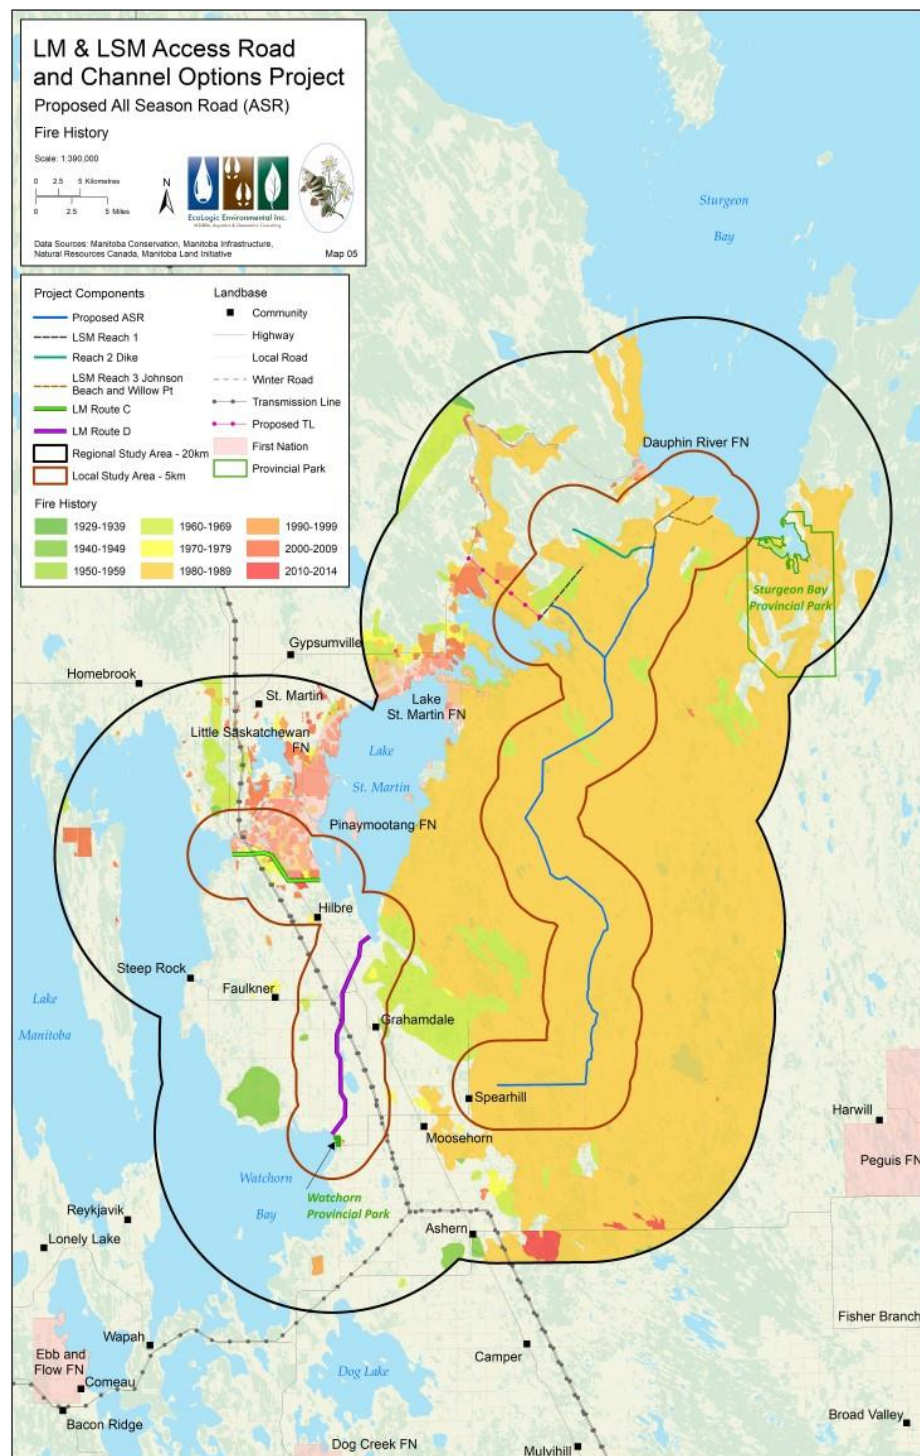 LM & LSM Access Road
and Channel Options Project
Proposed All Season Road (ASR)
Fire History
Scale: 1:390,000
0 2.5 5 Kilometres
0 2.5 5 Miles
N
EcoLogic Environmental Inc.
Data Sources: Manitoba Conservation, Manitoba Infrastructure,
Natural Resources Canada, Manitoba Land Initiative
Map 05
Project Components
Proposed ASR
LSM Reach 1
Reach 2 Dike
LSM Reach 3 Johnson
Beach and Willow Pt
LM Route C
LM Route D
Regional Study Area - 20km
Local Study Area - 5km
Landbase
Community
Highway
Local Road
Winter Road
Transmission Line
Proposed TL
First Nation
Provincial Park
Fire History
1929-1939
1940-1949
1950-1959
1960-1969
1970-1979
1980-1989
1990-1999
2000-2009
2010-2014
Sturgeon
Bay
Dauphin River FN
Sturgeon Bay
Provincial Park
Gypsumville
Homebrook
St. Martin
Lake
St. Martin FN
Little Saskatchewan
FN
Lake
St. Martin
Pinaymootang FN
Hilbre
Steep Rock
Faulkner
Lake
Manitoba
Grahamdale
Spearhill
Moosehorn
Harwill
Peguis FN
Watchorn
Bay
Watchorn
Provincial Park
Reykjavik
Lonely Lake
Ashern
Fisher Branch
Wapah
Ebb and
Flow FN
Comeau
Bacon Ridge
Dog Lake
Camper
Dog Creek FN
Mulvihill
Broad Valley